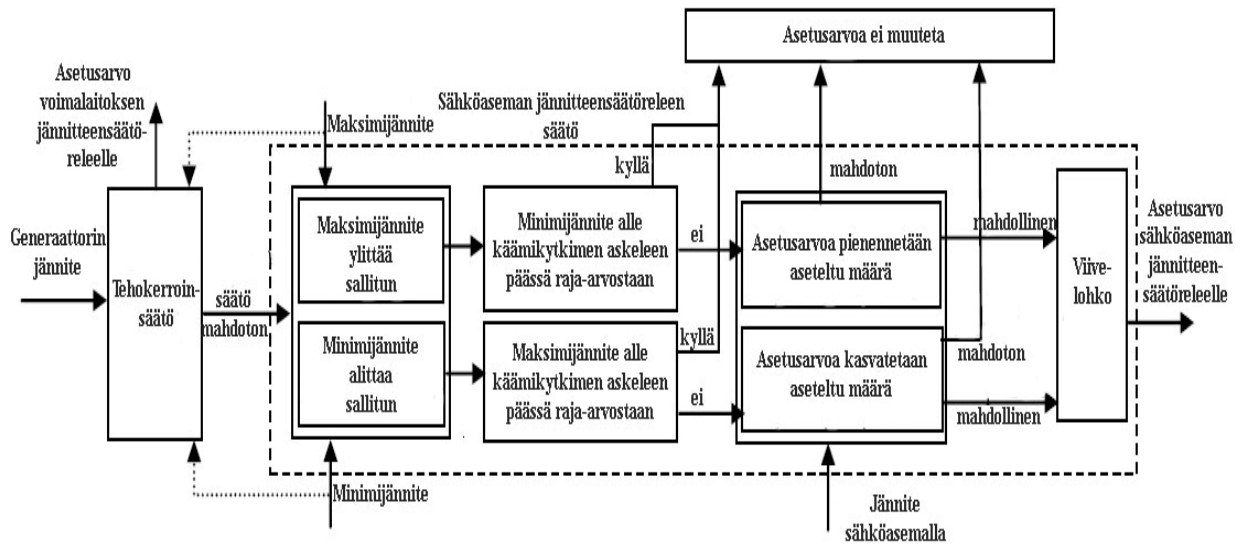 Asetusarvoa ei muuteta
Asetusarvo
voimalaitoksen
jännitteensäätö-
releelle
Maksimijännite
Sähköaseman jännitteensäätöreleen
säätö
kyllä
mahdoton
Generaattorin
jännite
Tehokerroin-
säätö
säätö
mahdoton
Maksimijännite
ylittää
sallitun
Minimijännite alle
käämikytkimen askeleen
päässä raja-arvostaan
ei
Asetusarvoa pienennetään
aseteltu määrä
mahdollinen
Viive-
lohko
Asetusarvo
sähköaseman
jännitteen-
säätöreleelle
Minimijännite
alittaa
sallitun
Maksimijännite alle
käämikytkimen askeleen
päässä raja-arvostaan
kyllä
ei
Asetusarvoa kasvatetaan
aseteltu määrä
mahdoton
mahdollinen
Minimijännite
Jännite
sähköasemalla